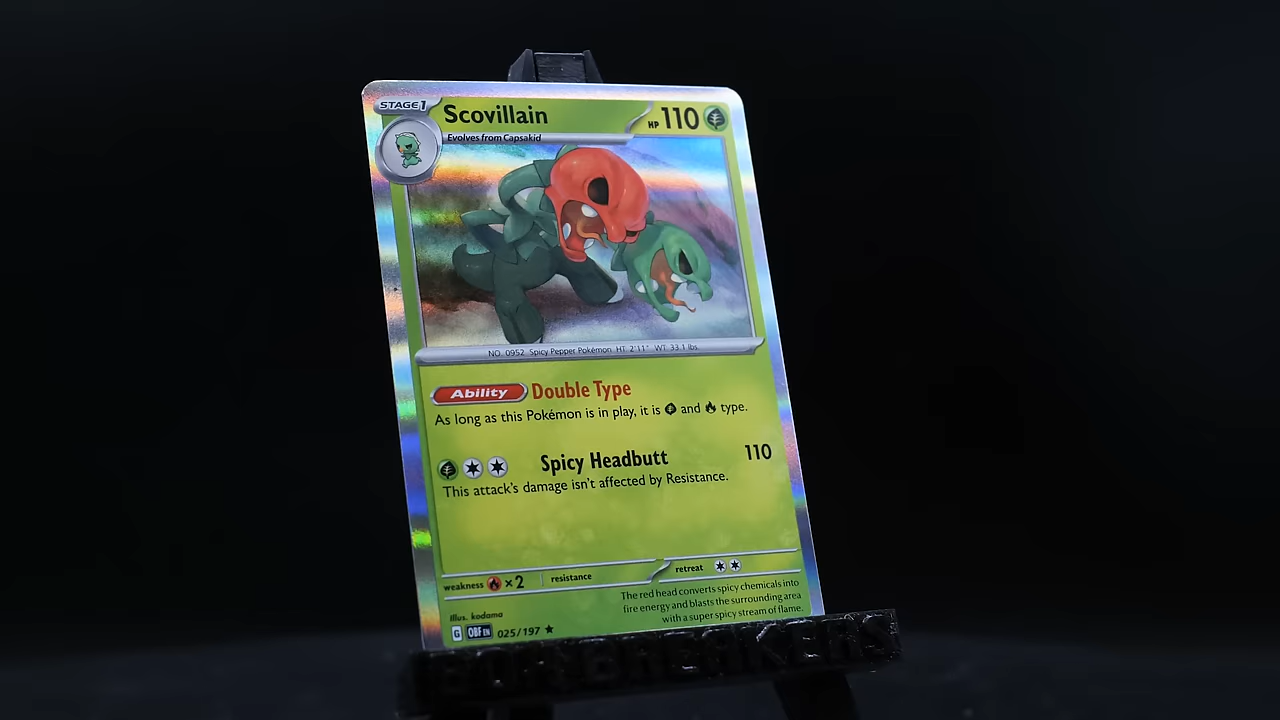 STAGE1
Scovillain
HP 110
Evolves from Capsakid
NO. 0952 Spicy Pepper Pokémon HT: 2'11" WT: 33.1 lbs.
Ability Double Type
As long as this Pokémon is in play, it is and type.
Spicy Headbutt 110
This attack's damage isn't affected by Resistance.
weakness ×2 resistance retreat
The red head converts spicy chemicals into
fire energy and blasts the surrounding area
with a super spicy stream of flame.
Illus. kodama
G OBF EN 025/197